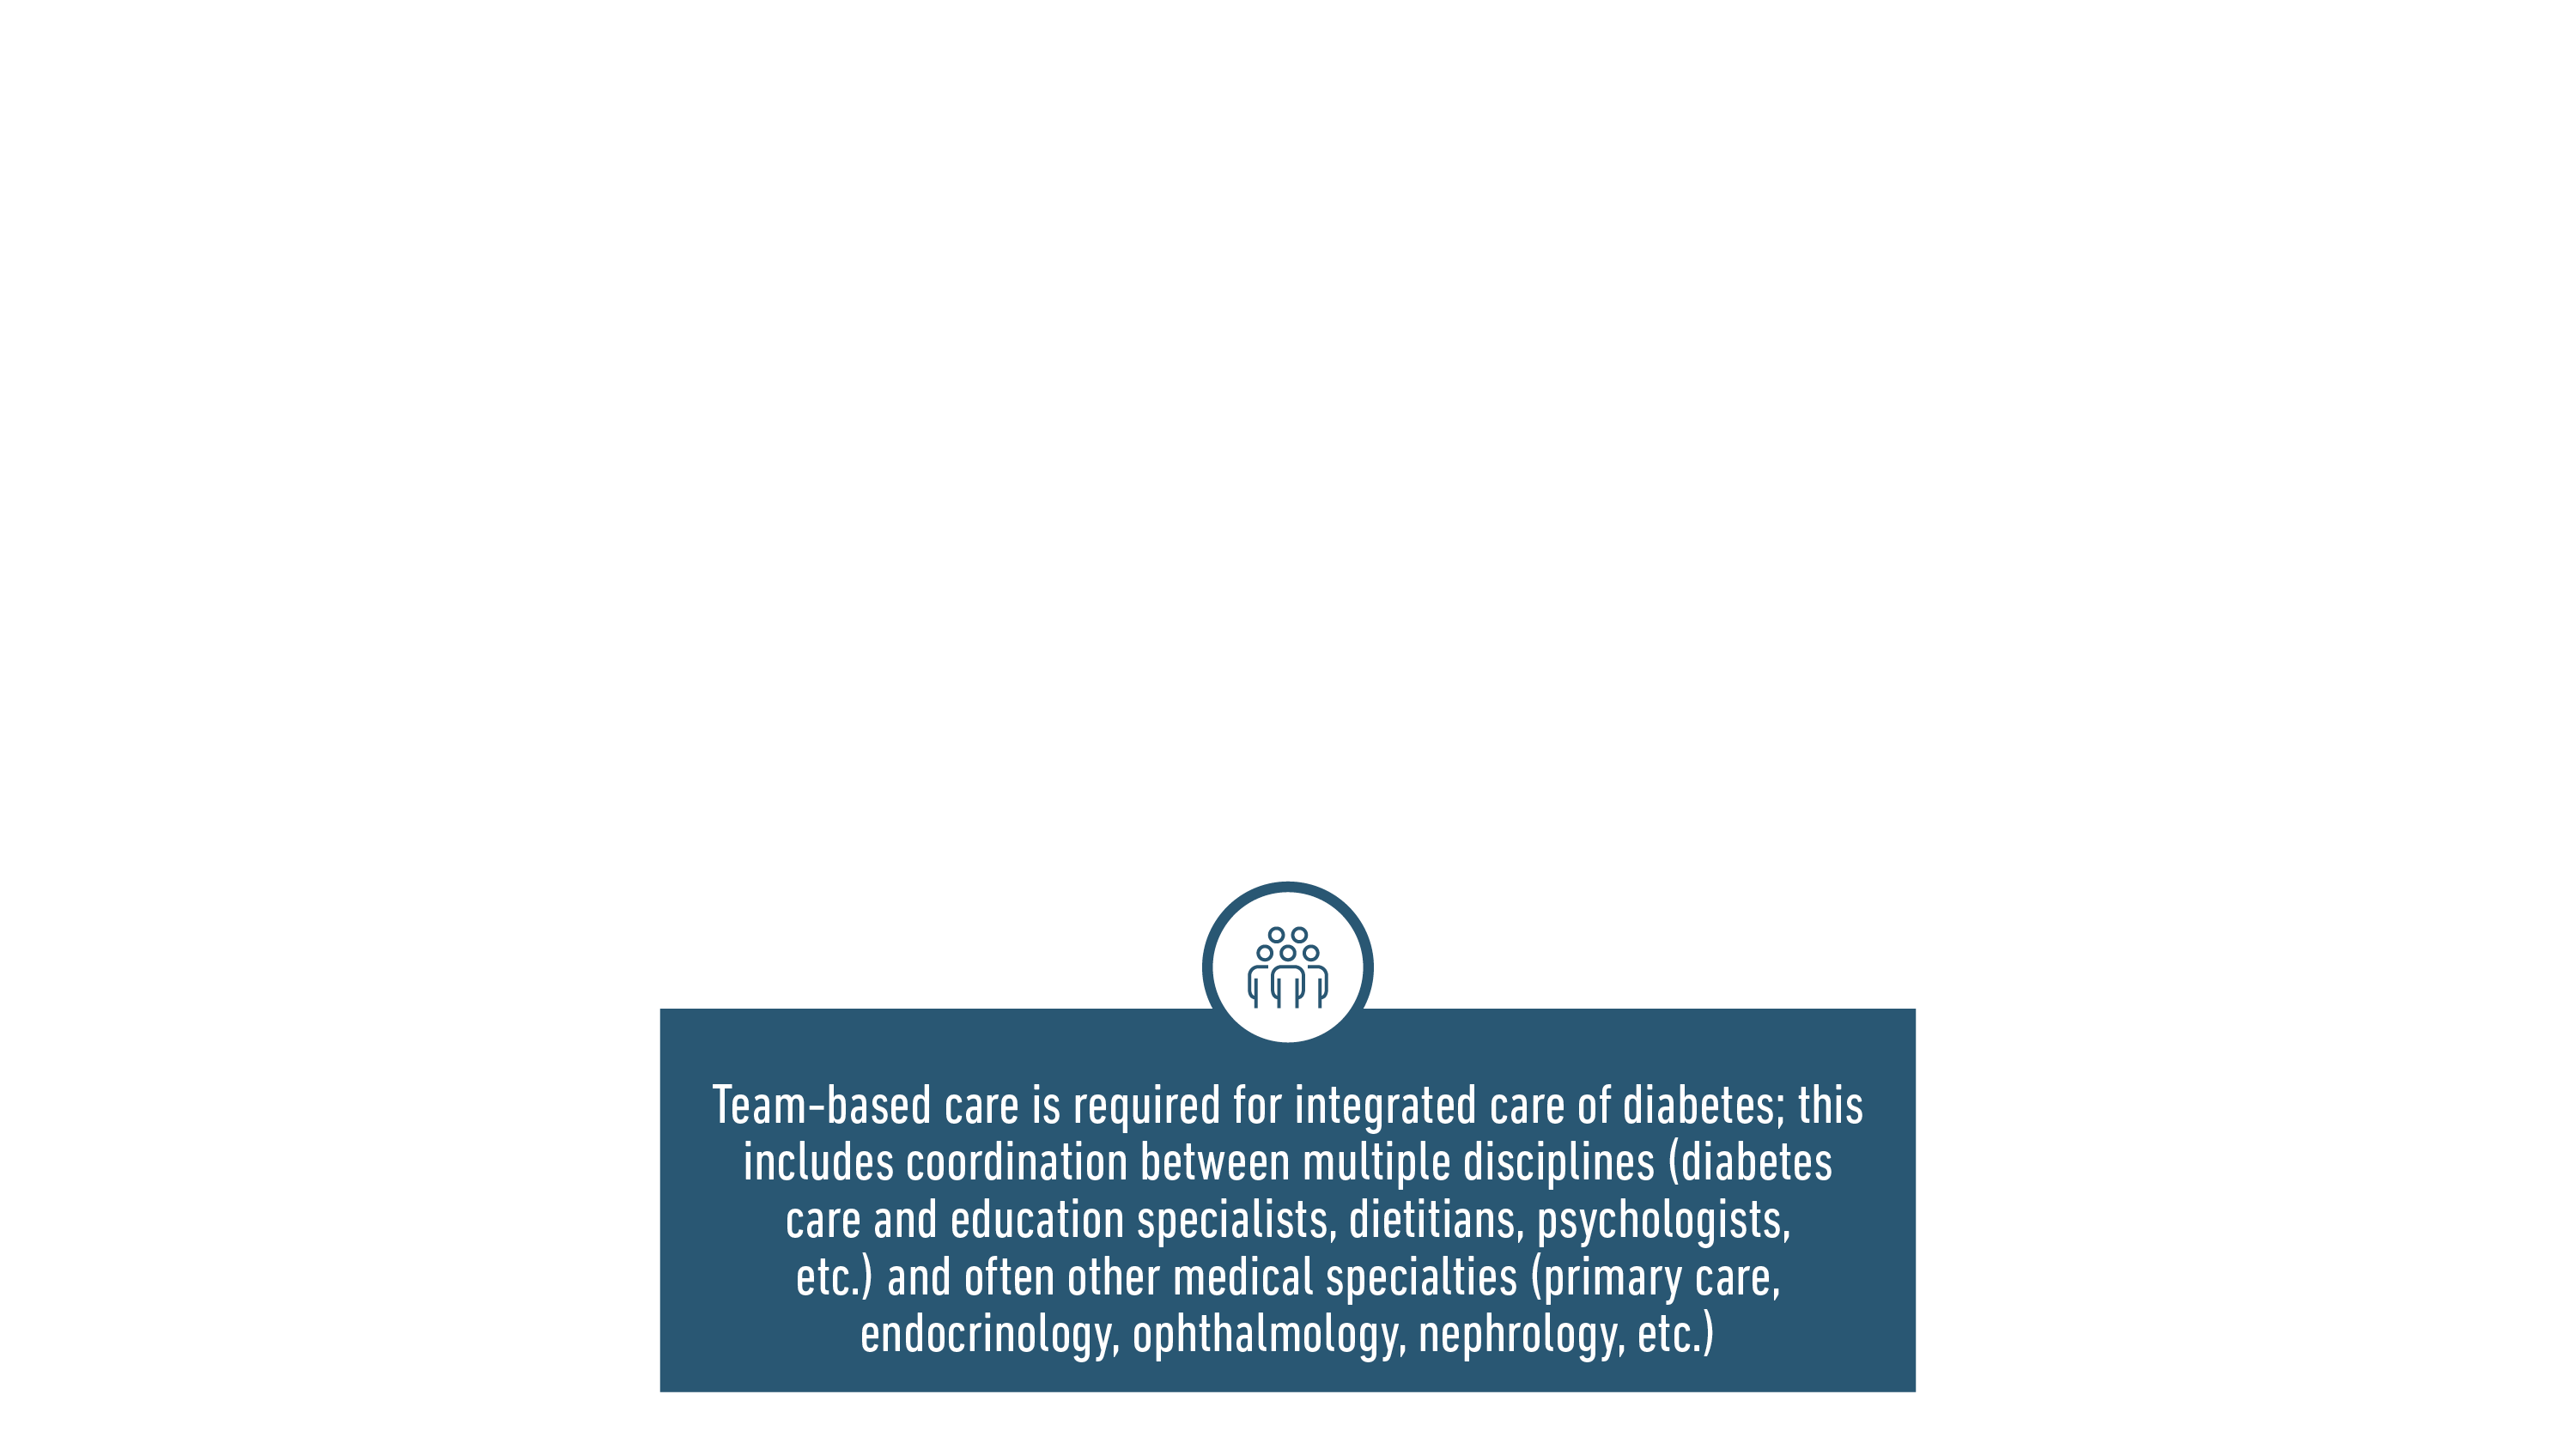 Team-based care is required for integrated care of diabetes; this
includes coordination between multiple disciplines (diabetes
care and education specialists, dietitians, psychologists,
etc.) and often other medical specialties (primary care,
endocrinology, ophthalmology, nephrology, etc.)